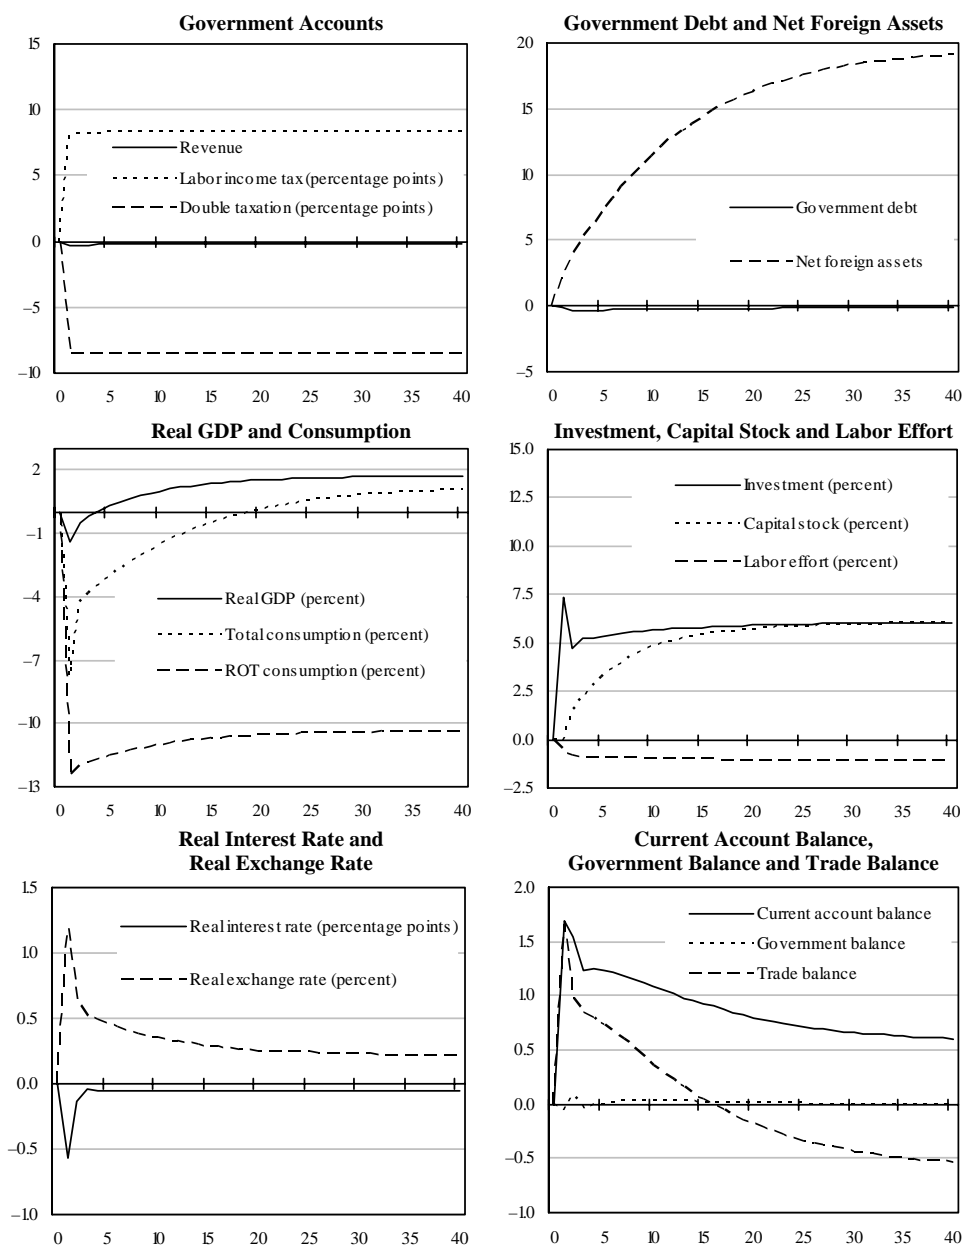 Government Accounts
15
10
5
0
–5
–10
Revenue
Labor income tax (percentage points)
Double taxation (percentage points)
0 5 10 15 20 25 30 35 40
Government Debt and Net Foreign Assets
20
15
10
5
0
–5
Government debt
Net foreign assets
0 5 10 15 20 25 30 35 40
Real GDP and Consumption
2
–1
–4
–7
–10
–13
Real GDP (percent)
Total consumption (percent)
ROT consumption (percent)
0 5 10 15 20 25 30 35 40
Investment, Capital Stock and Labor Effort
15.0
12.5
10.0
7.5
5.0
2.5
0.0
–2.5
Investment (percent)
Capital stock (percent)
Labor effort (percent)
0 5 10 15 20 25 30 35 40
Real Interest Rate and
Real Exchange Rate
1.5
1.0
0.5
0.0
–0.5
–1.0
Real interest rate (percentage points)
Real exchange rate (percent)
0 5 10 15 20 25 30 35 40
Current Account Balance,
Government Balance and Trade Balance
2.0
1.5
1.0
0.5
0.0
–0.5
–1.0
Current account balance
Government balance
Trade balance
0 5 10 15 20 25 30 35 40